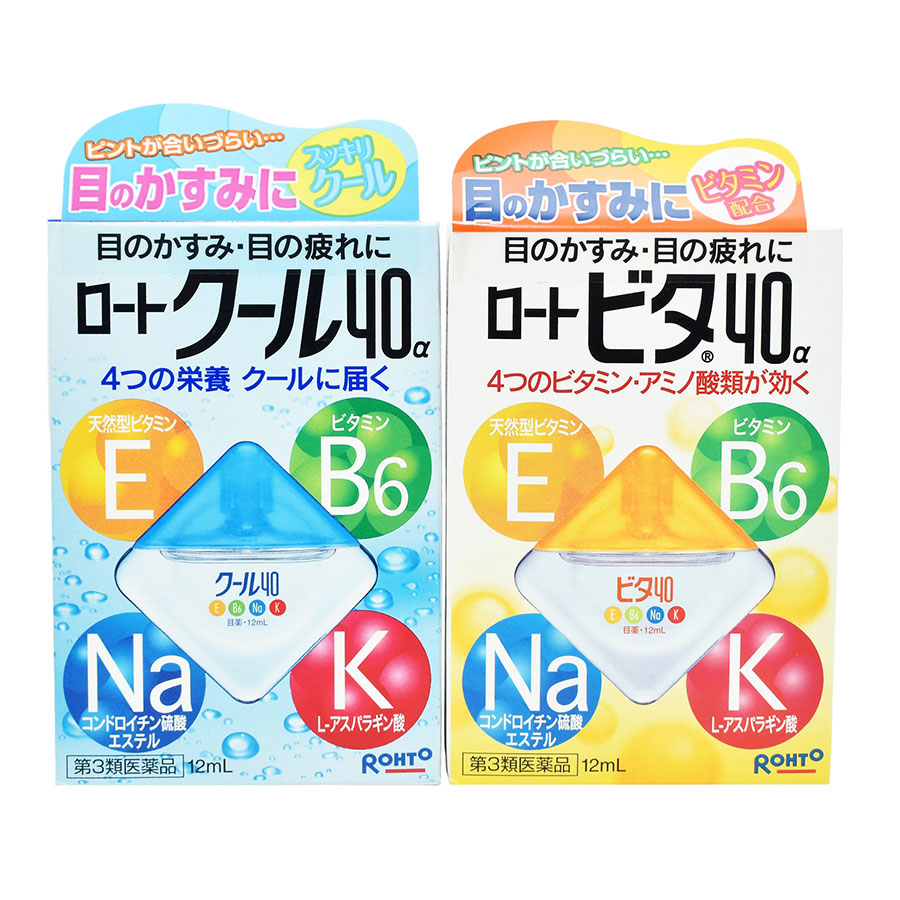 ピントが合いづらい…
目のかすみに
スッキリ
クール
目のかすみ・目の疲れに
ロートクール40α
4つの栄養 クールに届く
天然型ビタミン
E
ビタミン
B6
クール40
E B6 Na K
目薬・12mL
Na
コンドロイチン硫酸
エステル
K
L-アスパラギン酸
第3類医薬品 12mL
ROHTO
ピントが合いづらい…
目のかすみに
ビタミン
配合
目のかすみ・目の疲れに
ロートビタ®40α
4つのビタミン・アミノ酸類が効く
天然型ビタミン
E
ビタミン
B6
ビタ40
E B6 Na K
目薬・12mL
Na
コンドロイチン硫酸
エステル
K
L-アスパラギン酸
第3類医薬品 12mL
ROHTO